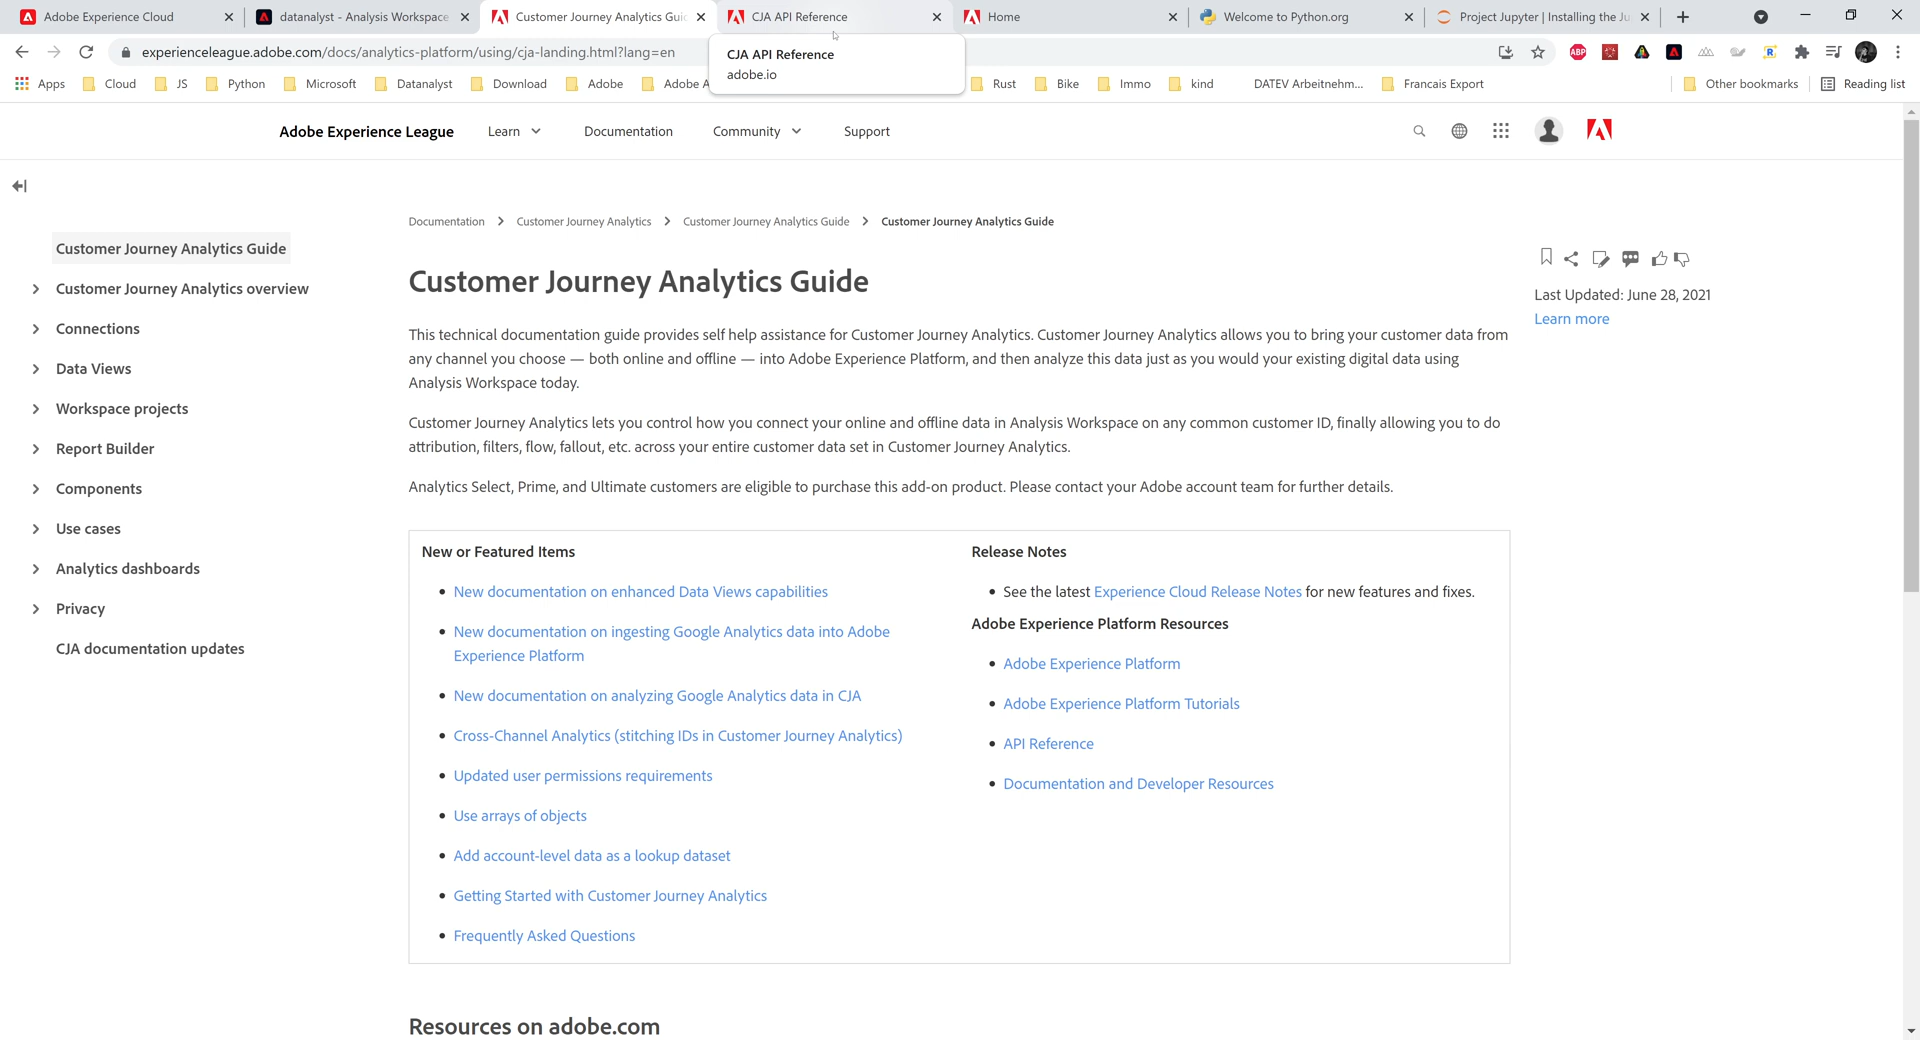 Adobe Experience Cloud
datanalyst - Analysis Workspace
Customer Journey Analytics Guid
CJA API Reference
Home
Welcome to Python.org
Project Jupyter | Installing the Ju
experienceleague.adobe.com/docs/analytics-platform/using/cja-landing.html?lang=en
CJA API Reference
adobe.io
ABP
Apps
Cloud
JS
Python
Microsoft
Datanalyst
Download
Adobe
Adobe A
Rust
Bike
Immo
kind
DATEV Arbeitnehm...
Francais Export
Other bookmarks
Reading list
Adobe Experience League
Learn
Documentation
Community
Support
Documentation > Customer Journey Analytics > Customer Journey Analytics Guide > Customer Journey Analytics Guide
Customer Journey Analytics Guide
Customer Journey Analytics overview
Connections
Data Views
Workspace projects
Report Builder
Components
Use cases
Analytics dashboards
Privacy
CJA documentation updates
Customer Journey Analytics Guide
Last Updated: June 28, 2021
Learn more
This technical documentation guide provides self help assistance for Customer Journey Analytics. Customer Journey Analytics allows you to bring your customer data from
any channel you choose — both online and offline — into Adobe Experience Platform, and then analyze this data just as you would your existing digital data using
Analysis Workspace today.
Customer Journey Analytics lets you control how you connect your online and offline data in Analysis Workspace on any common customer ID, finally allowing you to do
attribution, filters, flow, fallout, etc. across your entire customer data set in Customer Journey Analytics.
Analytics Select, Prime, and Ultimate customers are eligible to purchase this add-on product. Please contact your Adobe account team for further details.
New or Featured Items
New documentation on enhanced Data Views capabilities
New documentation on ingesting Google Analytics data into Adobe
Experience Platform
New documentation on analyzing Google Analytics data in CJA
Cross-Channel Analytics (stitching IDs in Customer Journey Analytics)
Updated user permissions requirements
Use arrays of objects
Add account-level data as a lookup dataset
Getting Started with Customer Journey Analytics
Frequently Asked Questions
Release Notes
See the latest Experience Cloud Release Notes for new features and fixes.
Adobe Experience Platform Resources
Adobe Experience Platform
Adobe Experience Platform Tutorials
API Reference
Documentation and Developer Resources
Resources on adobe.com